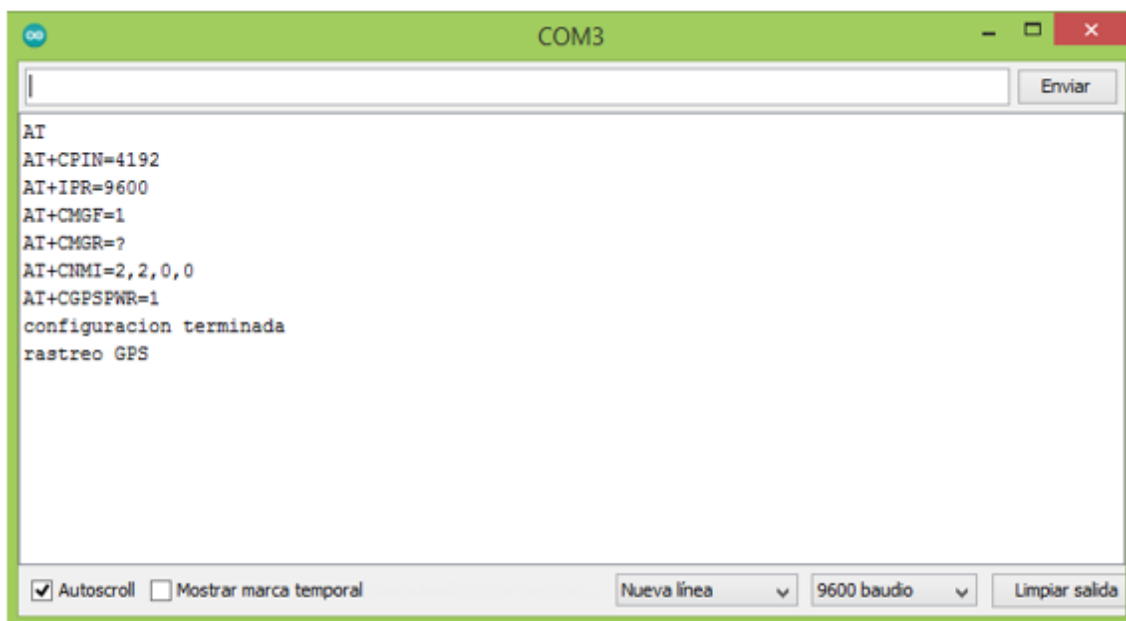 COM3
Enviar
AT
AT+CPIN=4192
AT+IPR=9600
AT+CMGF=1
AT+CMGR=?
AT+CNMI=2,2,0,0
AT+CGPSPWR=1
configuracion terminada
rastreo GPS
Autoscroll Mostrar marca temporal Nueva línea 9600 baudio Limpiar salida